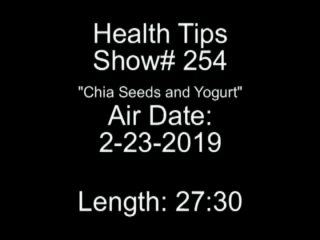 Health Tips
Show# 254
"Chia Seeds and Yogurt"
Air Date:
2-23-2019
Length: 27:30